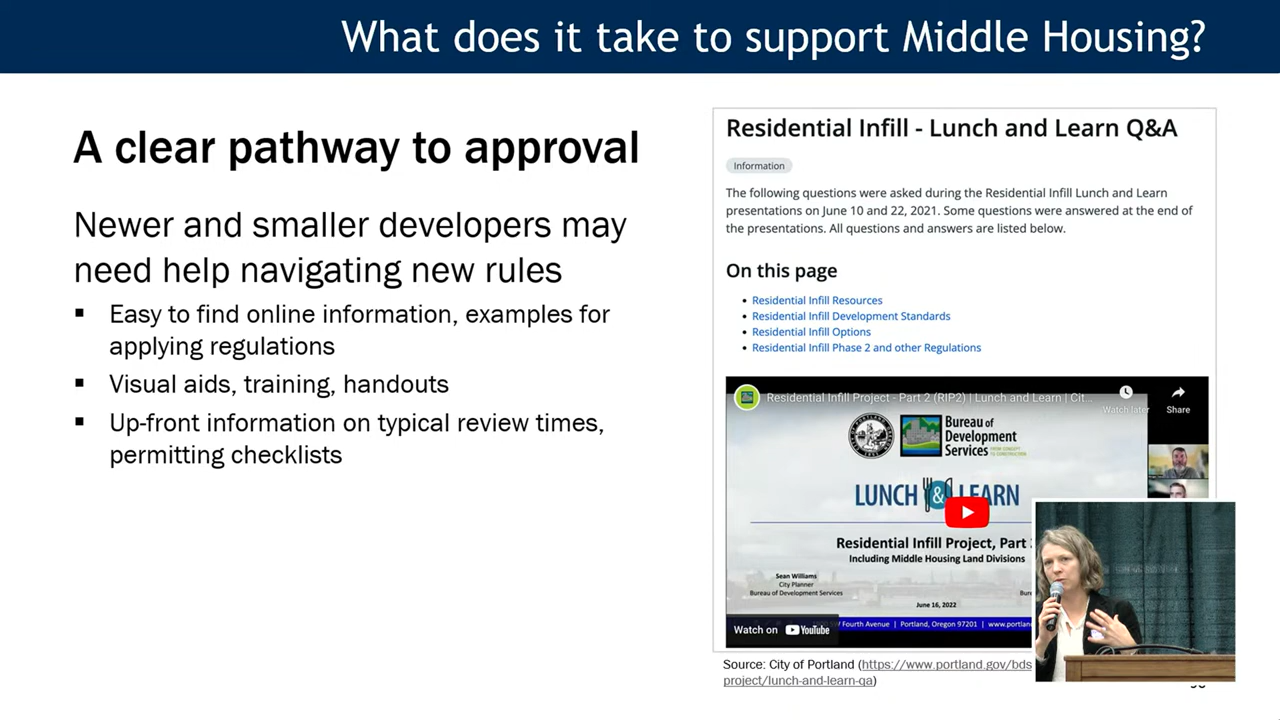 What does it take to support Middle Housing?
A clear pathway to approval
Newer and smaller developers may
need help navigating new rules
▪ Easy to find online information, examples for
applying regulations
▪ Visual aids, training, handouts
▪ Up-front information on typical review times,
permitting checklists
Residential Infill - Lunch and Learn Q&A
Information
The following questions were asked during the Residential Infill Lunch and Learn
presentations on June 10 and 22, 2021. Some questions were answered at the end of
the presentations. All questions and answers are listed below.
On this page
• Residential Infill Resources
• Residential Infill Development Standards
• Residential Infill Options
• Residential Infill Phase 2 and other Regulations
Residential Infill Project - Part 2 (RIP2) | Lunch and Learn | Cit...
Watch later
Share
Bureau of
Development
Services
FROM CONCEPT TO CONSTRUCTION
LUNCH & LEARN
Residential Infill Project, Part
Including Middle Housing Land Divisions
Sean Williams
City Planner
Bureau of Development Services
June 16, 2022
Fourth Avenue | Portland, Oregon 97201 | www.portlan
Watch on YouTube
Source: City of Portland (https://www.portland.gov/bds
project/lunch-and-learn-qa)